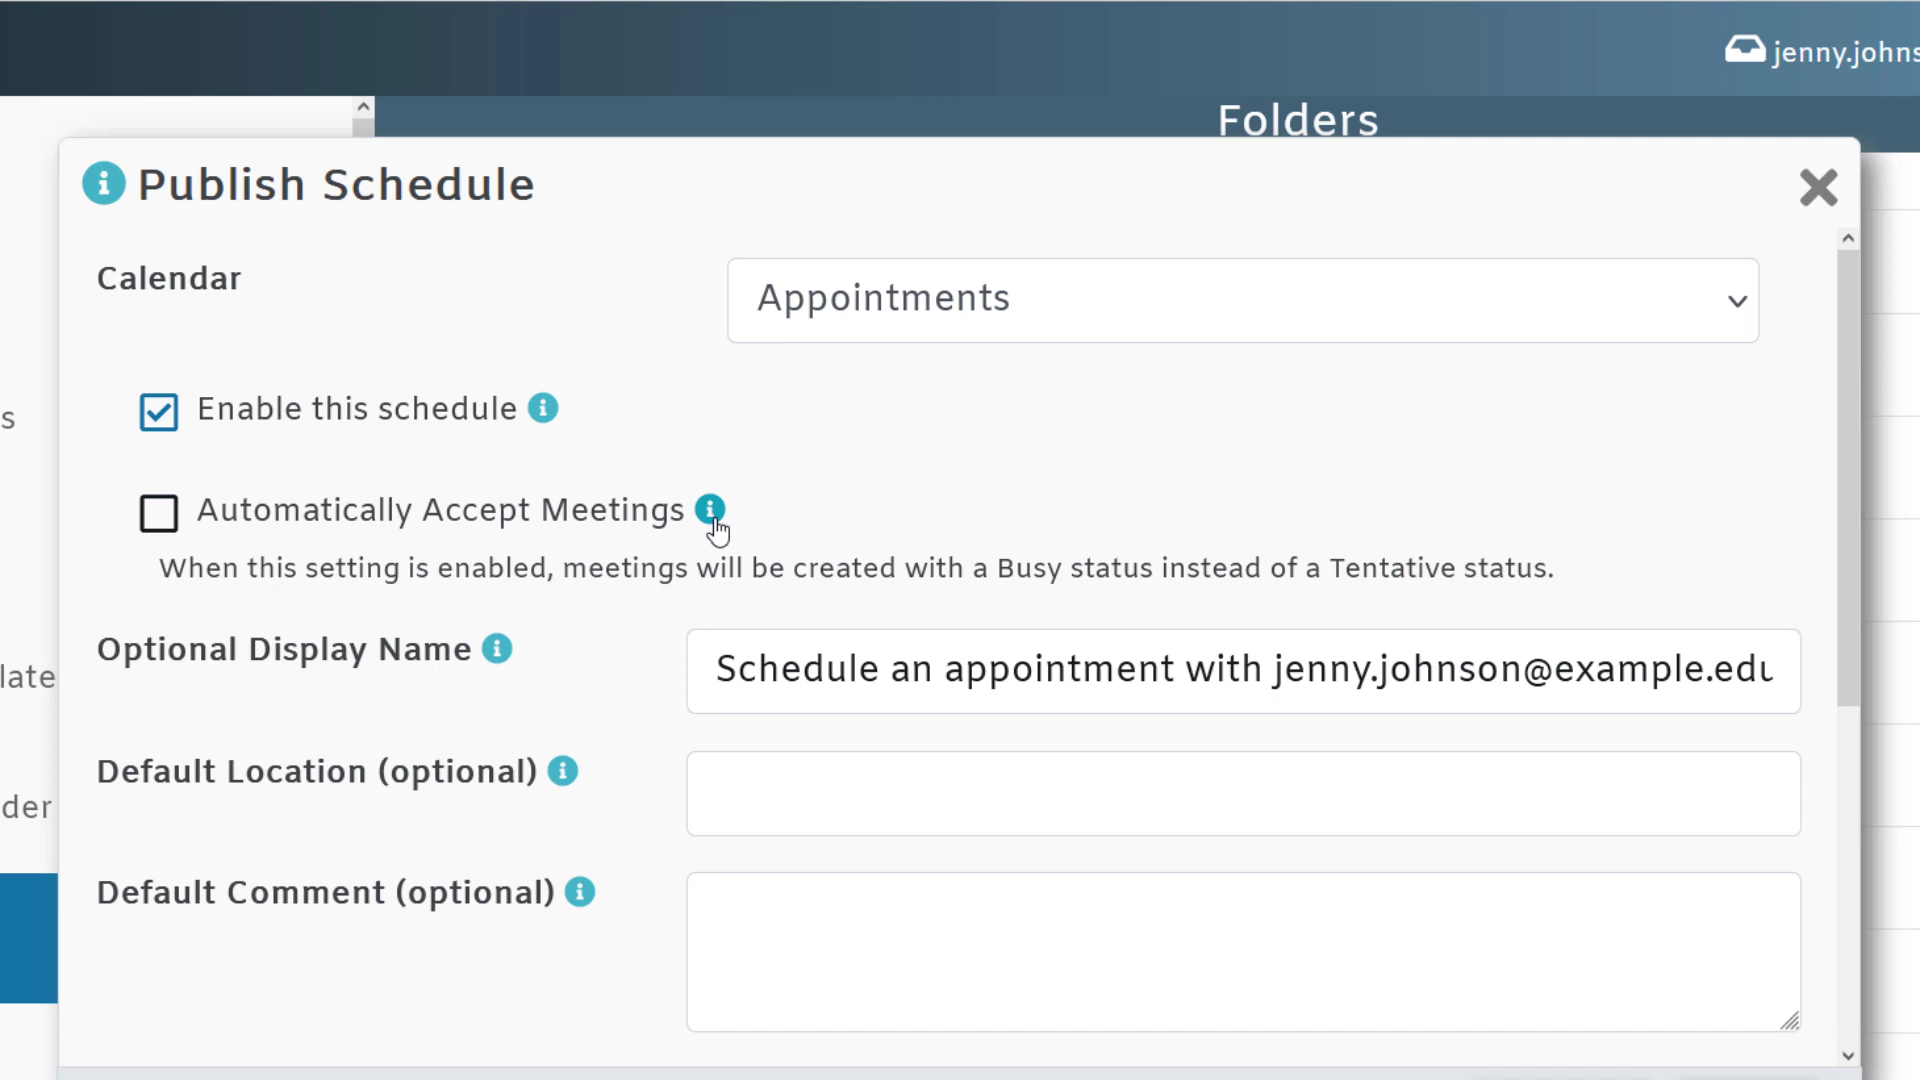 jenny.johns
Folders
Publish Schedule
Calendar
Appointments
Enable this schedule
s
Automatically Accept Meetings
When this setting is enabled, meetings will be created with a Busy status instead of a Tentative status.
Optional Display Name
Schedule an appointment with jenny.johnson@example.edu
late
Default Location (optional)
der
Default Comment (optional)